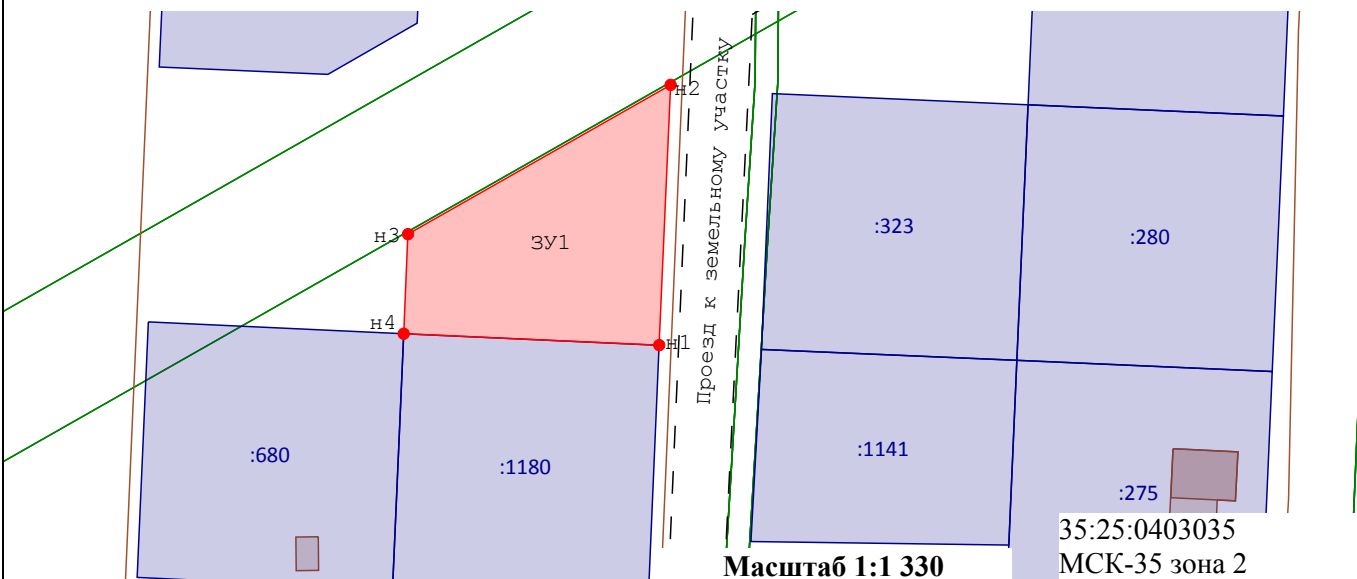 н2
Проезд к земельному участку
:323
:280
н3
ЗУ1
н4
н1
:680
:1180
:1141
:275
35:25:0403035
Масштаб 1:1 330
МСК-35 зона 2